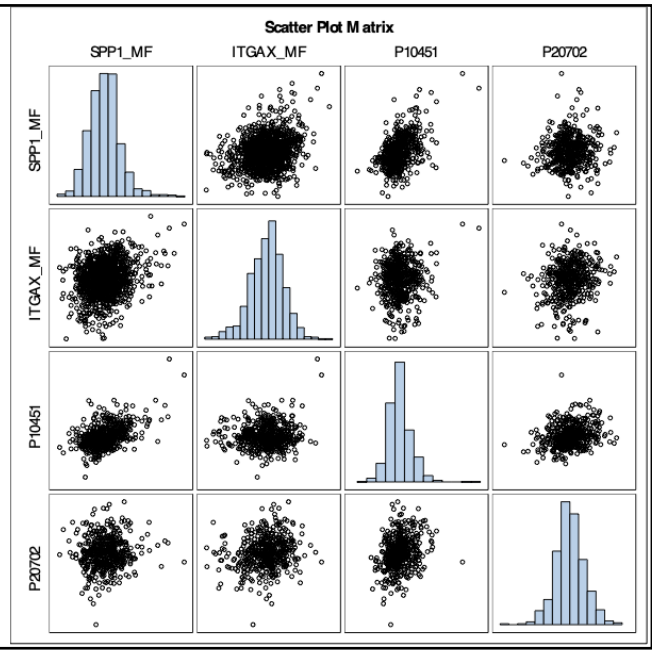 Scatter Plot Matrix
SPP1_MF ITGAX_MF P10451 P20702
SPP1_MF
ITGAX_MF
P10451
P20702